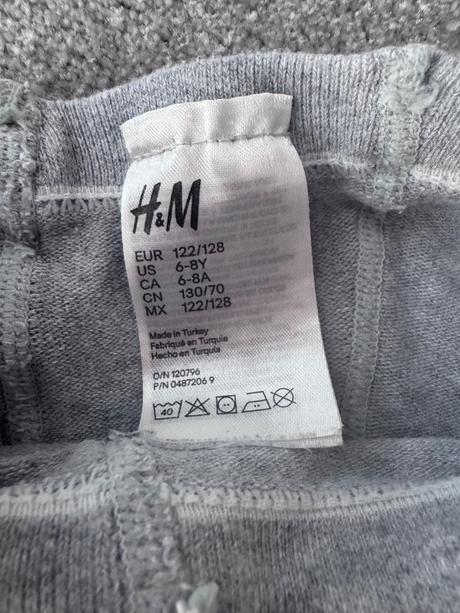 H&M
EUR 122/128
US 6-8Y
CA 6-8A
CN 130/70
MX 122/128
Made in Turkey
Fabriqué en Turquie
Hecho en Turquía
O/N 120796
P/N 0487206 9
40